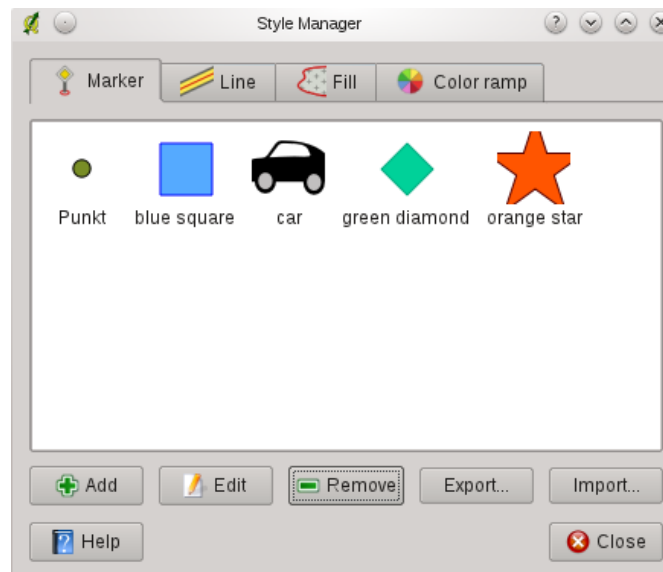 Style Manager
Marker Line Fill Color ramp
Punkt blue square car green diamond orange star
Add Edit Remove Export... Import...
Help Close